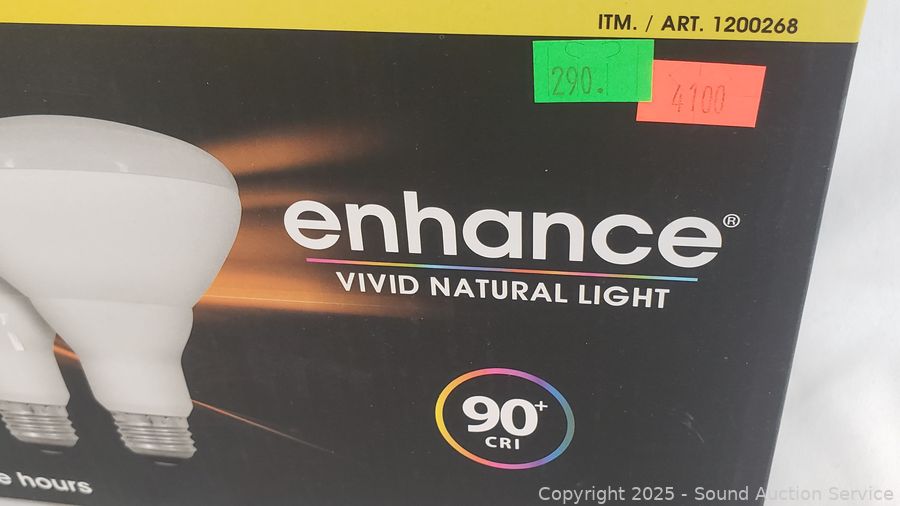 ITM. / ART. 1200268
290.
4100
enhance®
VIVID NATURAL LIGHT
90+
CRI
e hours
Copyright 2025 - Sound Auction Service